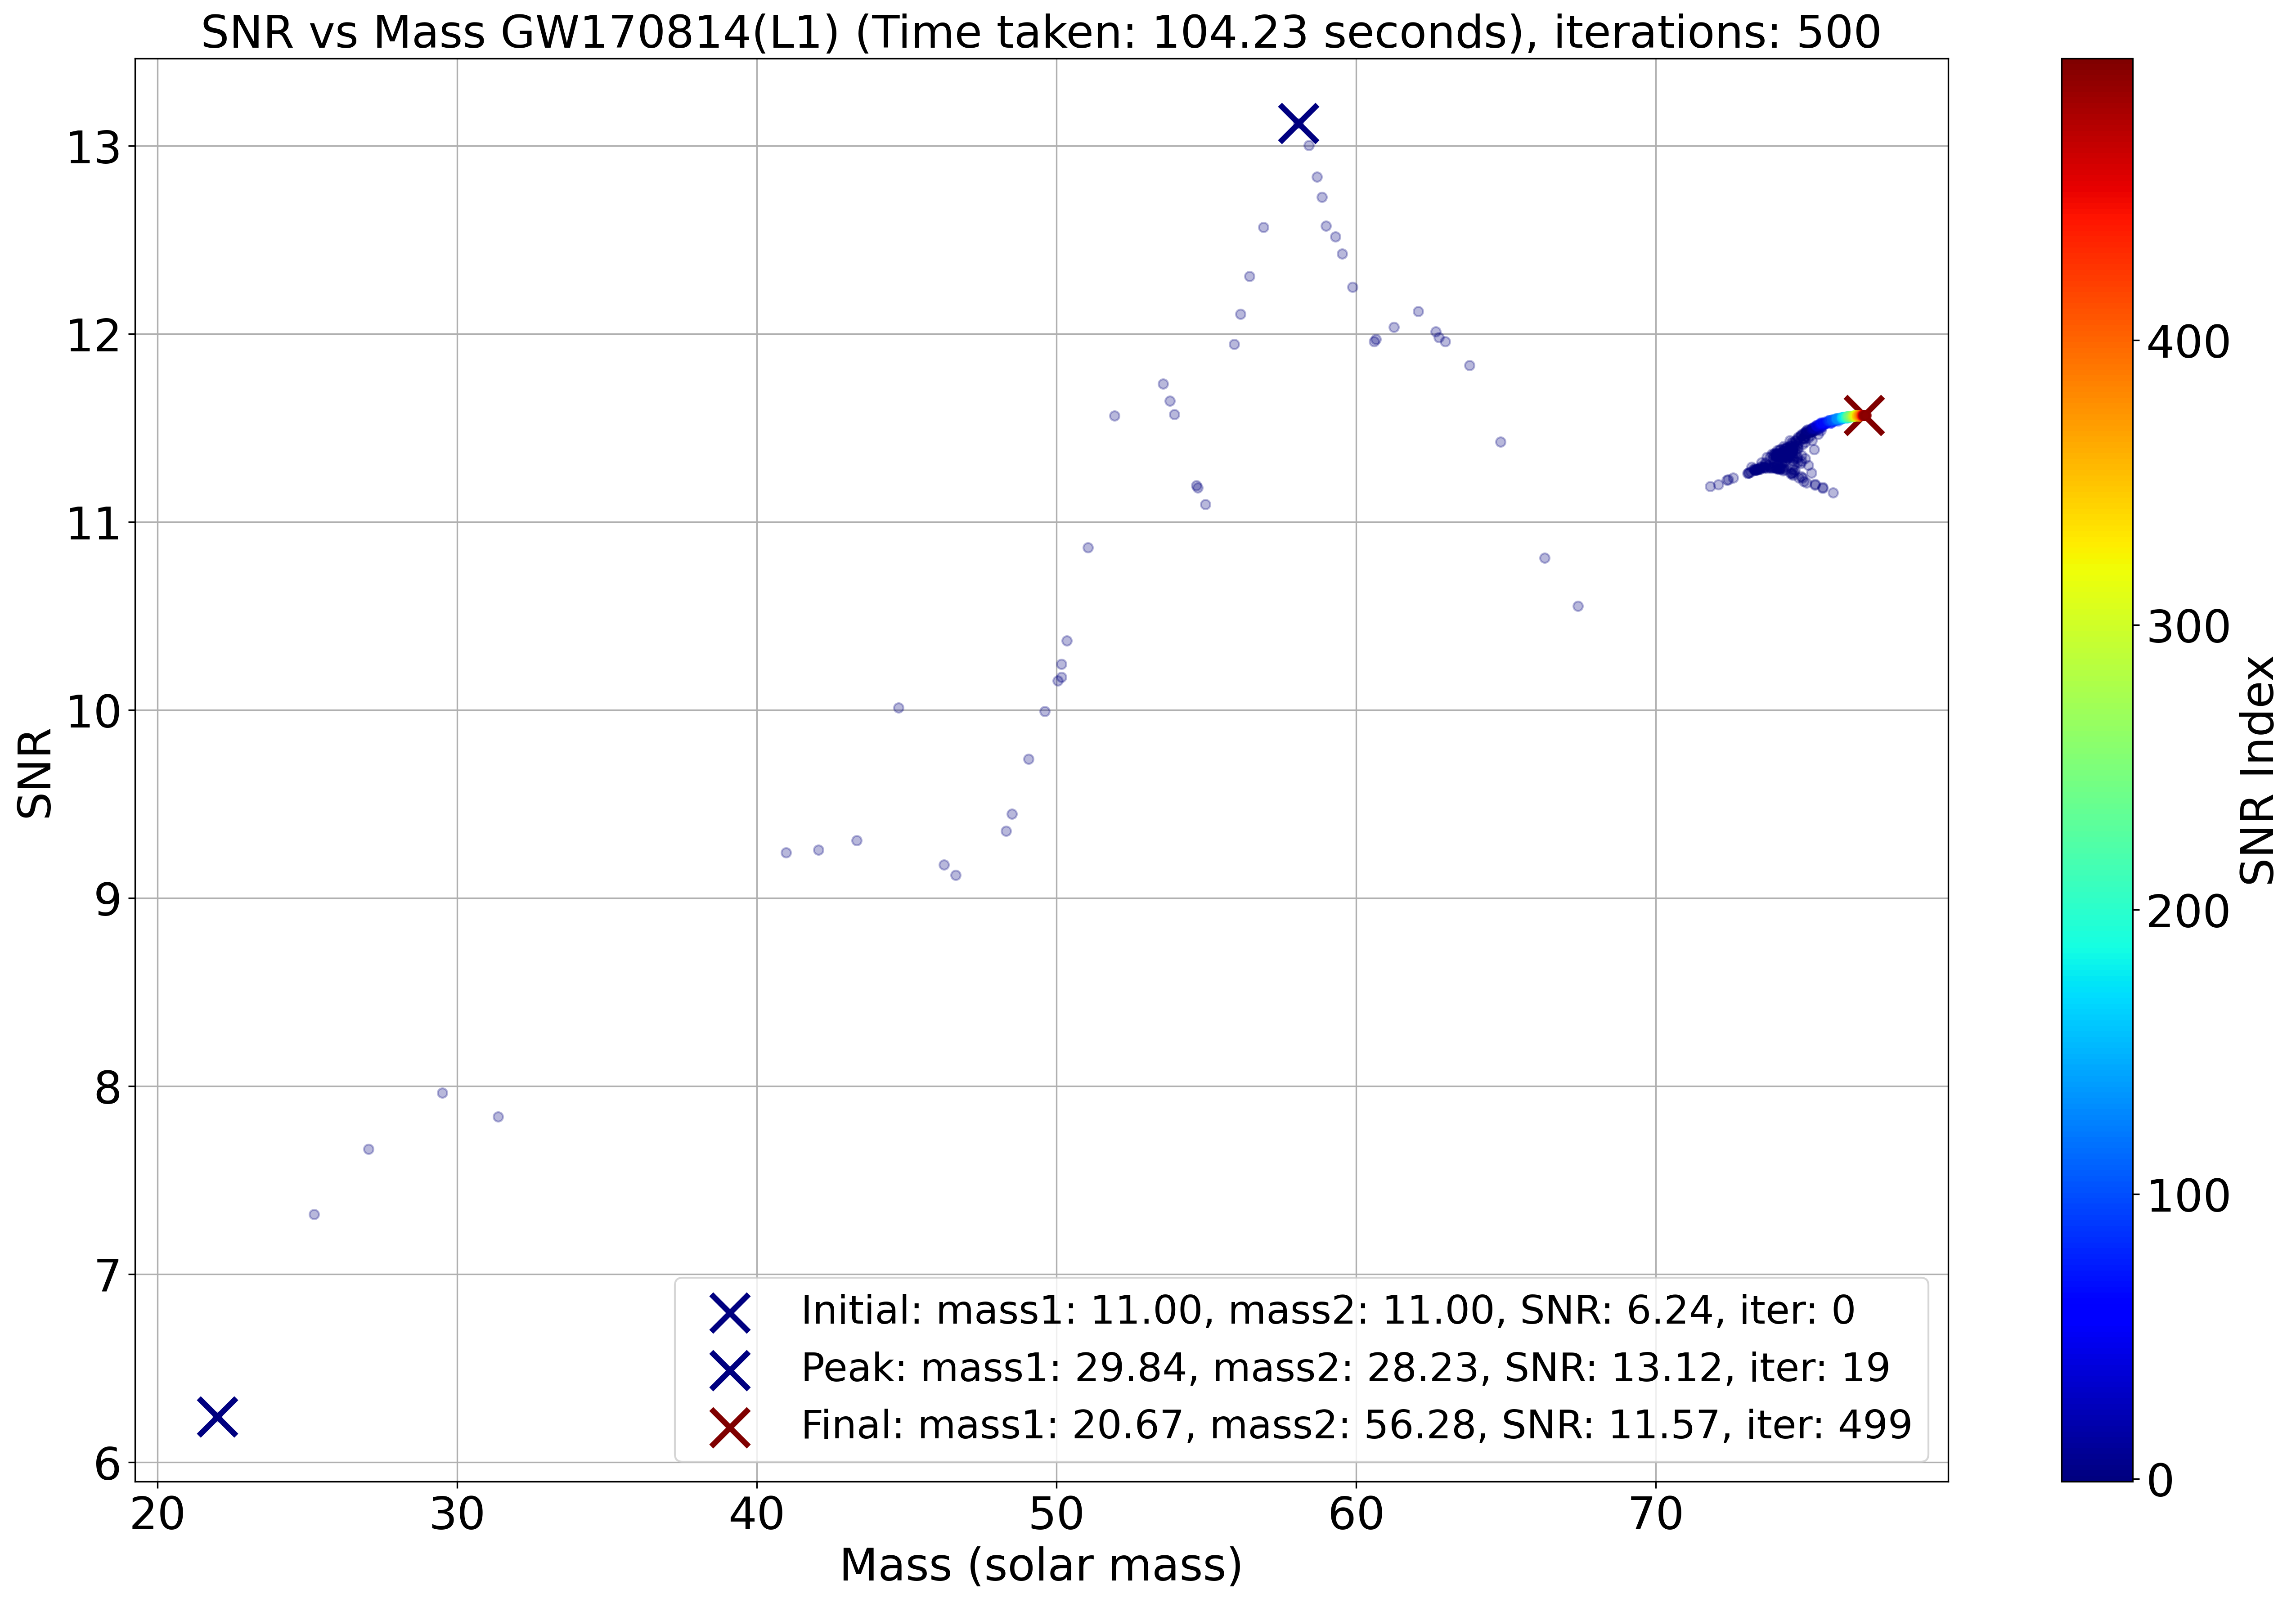 SNR vs Mass GW170814(L1) (Time taken: 104.23 seconds), iterations: 500
13
12
11
10
9
8
7
6
SNR
20 30 40 50 60 70
Mass (solar mass)
Initial: mass1: 11.00, mass2: 11.00, SNR: 6.24, iter: 0
Peak: mass1: 29.84, mass2: 28.23, SNR: 13.12, iter: 19
Final: mass1: 20.67, mass2: 56.28, SNR: 11.57, iter: 499
400
300
200
100
0
SNR Index